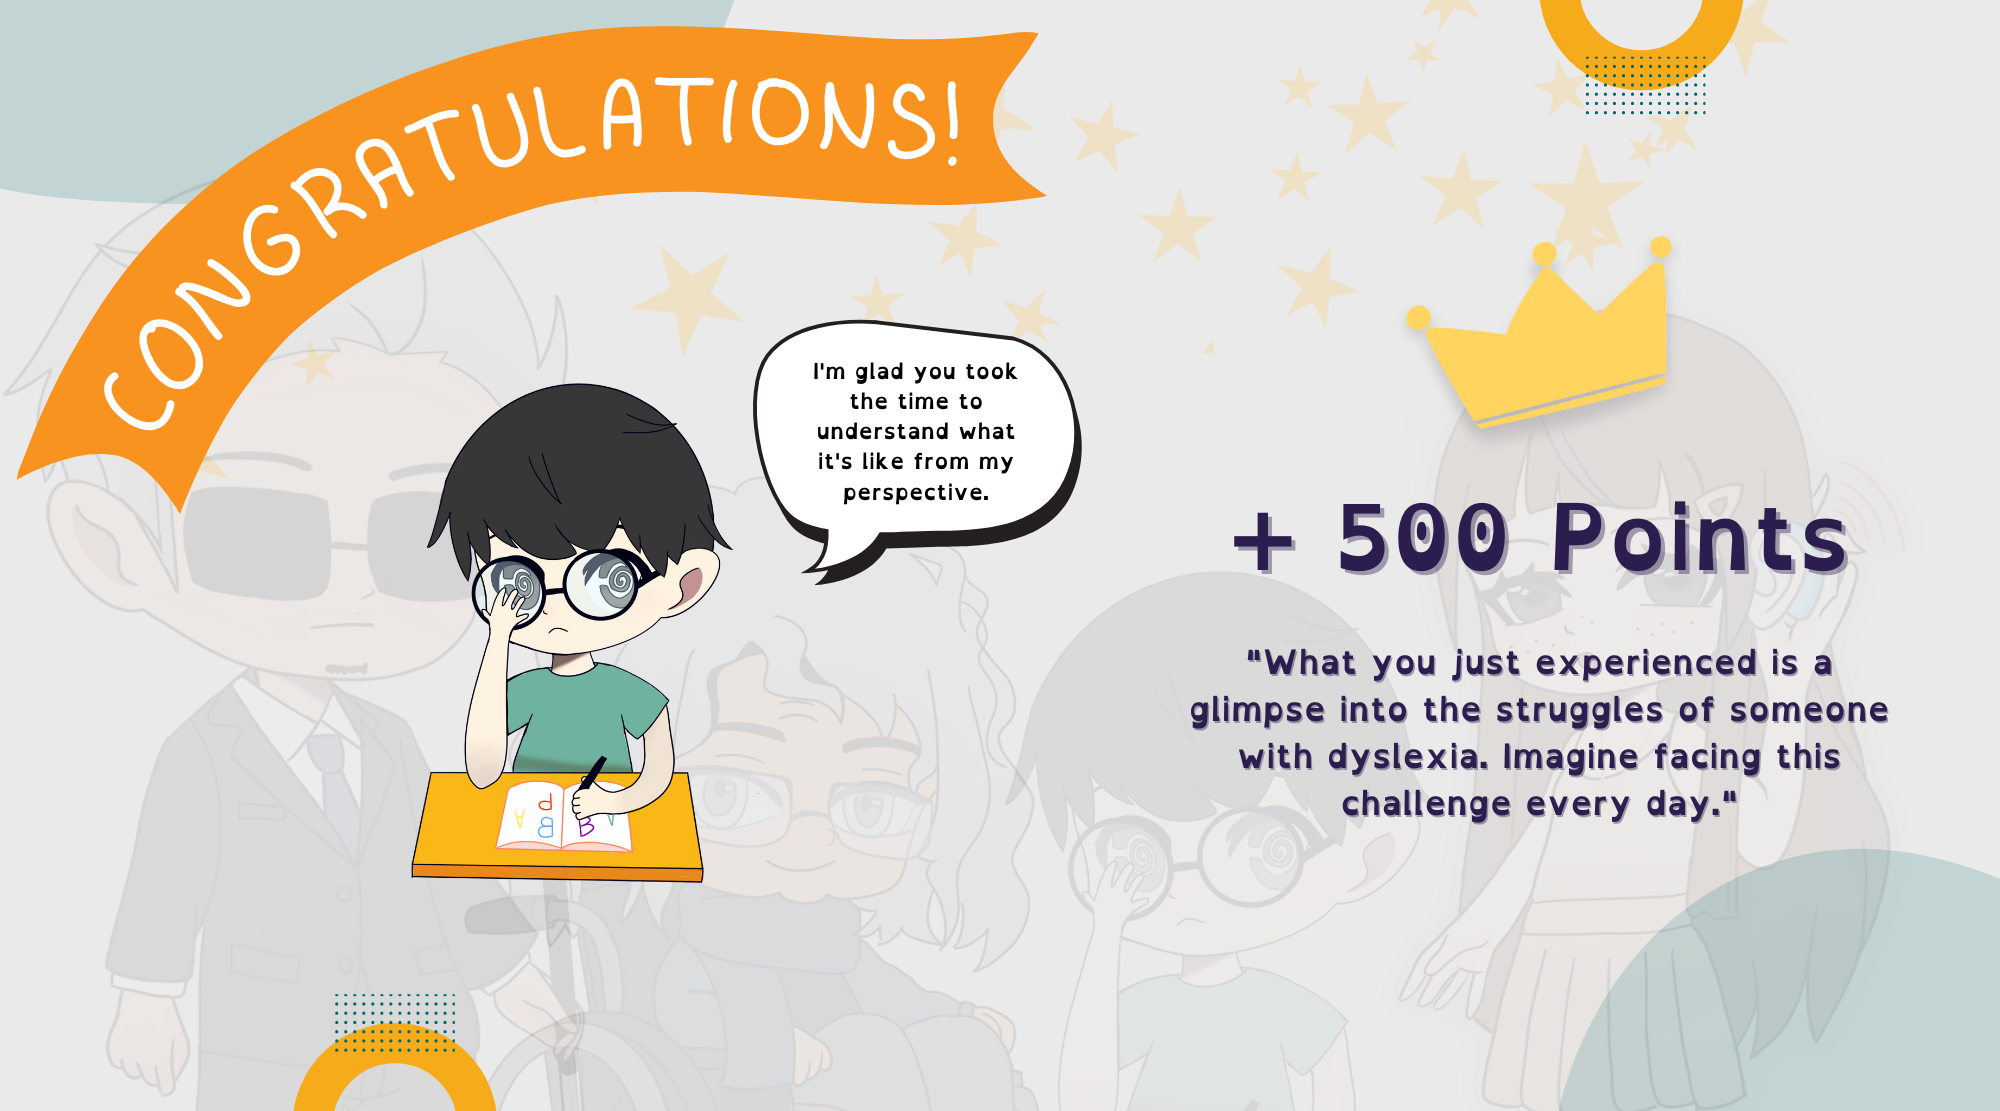 CONGRATULATIONS!
I'm glad you took
the time to
understand what
it's like from my
perspective.
+ 500 Points
"What you just experienced is a
glimpse into the struggles of someone
with dyslexia. Imagine facing this
challenge every day."
A d B B A